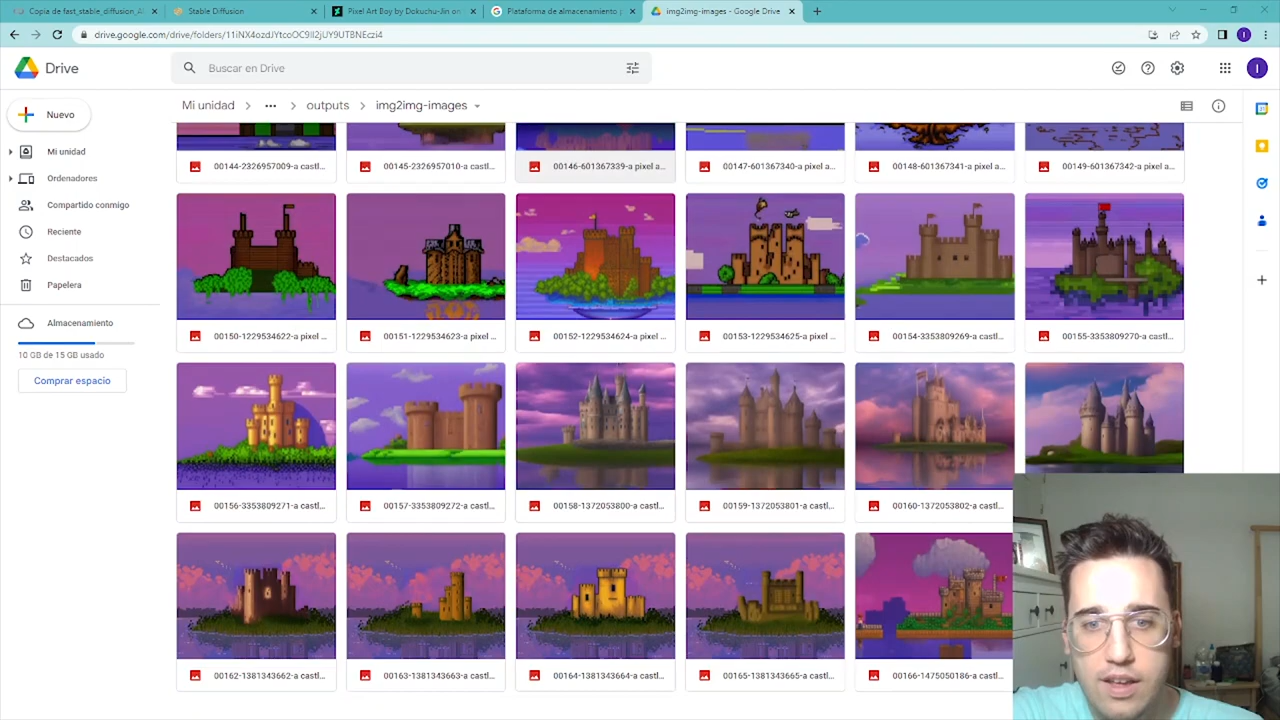 Copia de fast_stable_diffusion_A
Stable Diffusion
Pixel Art Boy by Dokuchu-Jin on
Plataforma de almacenamiento
img2img-images - Google Drive
drive.google.com/drive/folders/11iNX4ozdJYtcoOC9II2jUY9UTBNEczi4
Drive
Buscar en Drive
Nuevo
Mi unidad
...
outputs
img2img-images
Mi unidad
Ordenadores
Compartido conmigo
Reciente
Destacados
Papelera
Almacenamiento
10 GB de 15 GB usado
Comprar espacio
00144-2326957009-a castl...
00145-2326957010-a castl...
00146-601367339-a pixel a...
00147-601367340-a pixel a...
00148-601367341-a pixel a...
00149-601367342-a pixel a...
00150-1229534622-a pixel ...
00151-1229534623-a pixel ...
00152-1229534624-a pixel ...
00153-1229534625-a pixel ...
00154-3353809269-a castl...
00155-3353809270-a castl...
00156-3353809271-a castl...
00157-3353809272-a castl...
00158-1372053800-a castl...
00159-1372053801-a castl...
00160-1372053802-a castl...
00162-1381343662-a castl...
00163-1381343663-a castl...
00164-1381343664-a castl...
00165-1381343665-a castl...
00166-1475050186-a castl...